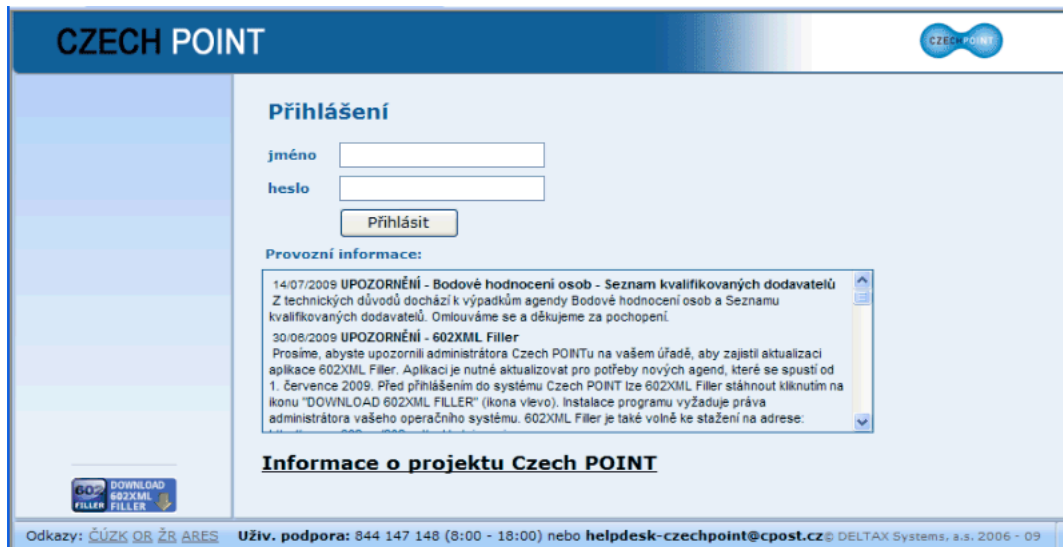 CZECH POINT
CZECHPOINT
Přihlášení
jméno
heslo
Přihlásit
Provozní informace:
14/07/2009 UPOZORNĚNÍ - Bodové hodnocení osob - Seznam kvalifikovaných dodavatelů
Z technických důvodů dochází k výpadkům agendy Bodové hodnocení osob a Seznamu
kvalifikovaných dodavatelů. Omlouváme se a děkujeme za pochopení.
30/06/2009 UPOZORNĚNÍ - 602XML Filler
Prosíme, abyste upozornili administrátora Czech POINTu na vašem úřadě, aby zajistil aktualizaci
aplikace 602XML Filler. Aplikaci je nutné aktualizovat pro potřeby nových agend, které se spustí od
1. července 2009. Před přihlášením do systému Czech POINT lze 602XML Filler stáhnout kliknutím na
ikonu "DOWNLOAD 602XML FILLER" (ikona vlevo). Instalace programu vyžaduje práva
administrátora vašeho operačního systému. 602XML Filler je také volně ke stažení na adrese:
Informace o projektu Czech POINT
602 FILLER
DOWNLOAD
602XML
FILLER
Odkazy: ČÚZK OR ŽR ARES Uživ. podpora: 844 147 148 (8:00 - 18:00) nebo helpdesk-czechpoint@cpost.cz © DELTAX Systems, a.s. 2006 - 09